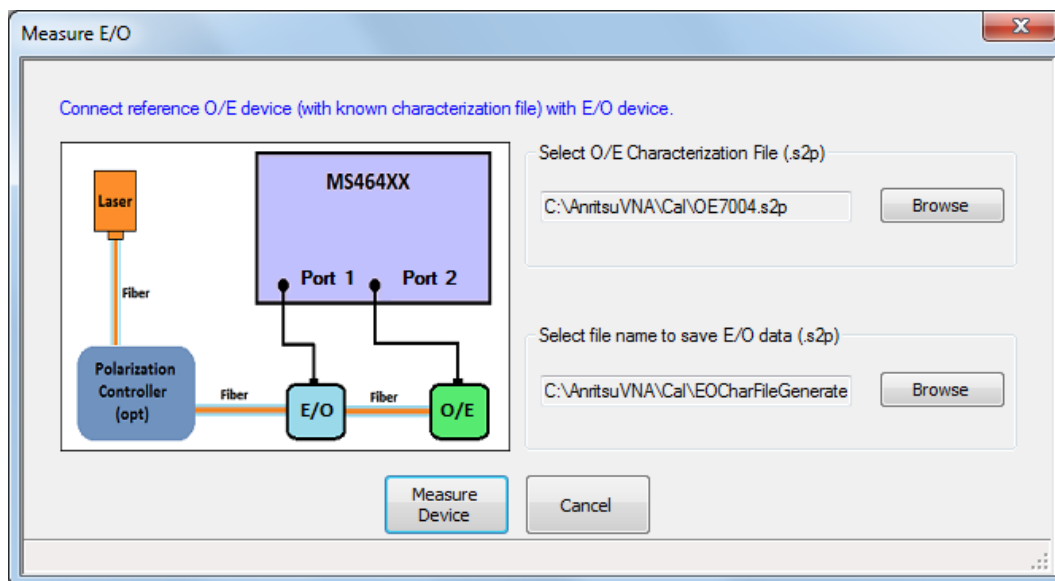 Measure E/O
Connect reference O/E device (with known characterization file) with E/O device.
MS464XX
Port 1 Port 2
Laser
Fiber
Polarization
Controller
(opt)
Fiber
E/O
Fiber
O/E
Select O/E Characterization File (.s2p)
C:\AnritsuVNA\Cal\OE7004.s2p
Browse
Select file name to save E/O data (.s2p)
C:\AnritsuVNA\Cal\EOCharFileGenerate
Browse
Measure
Device
Cancel